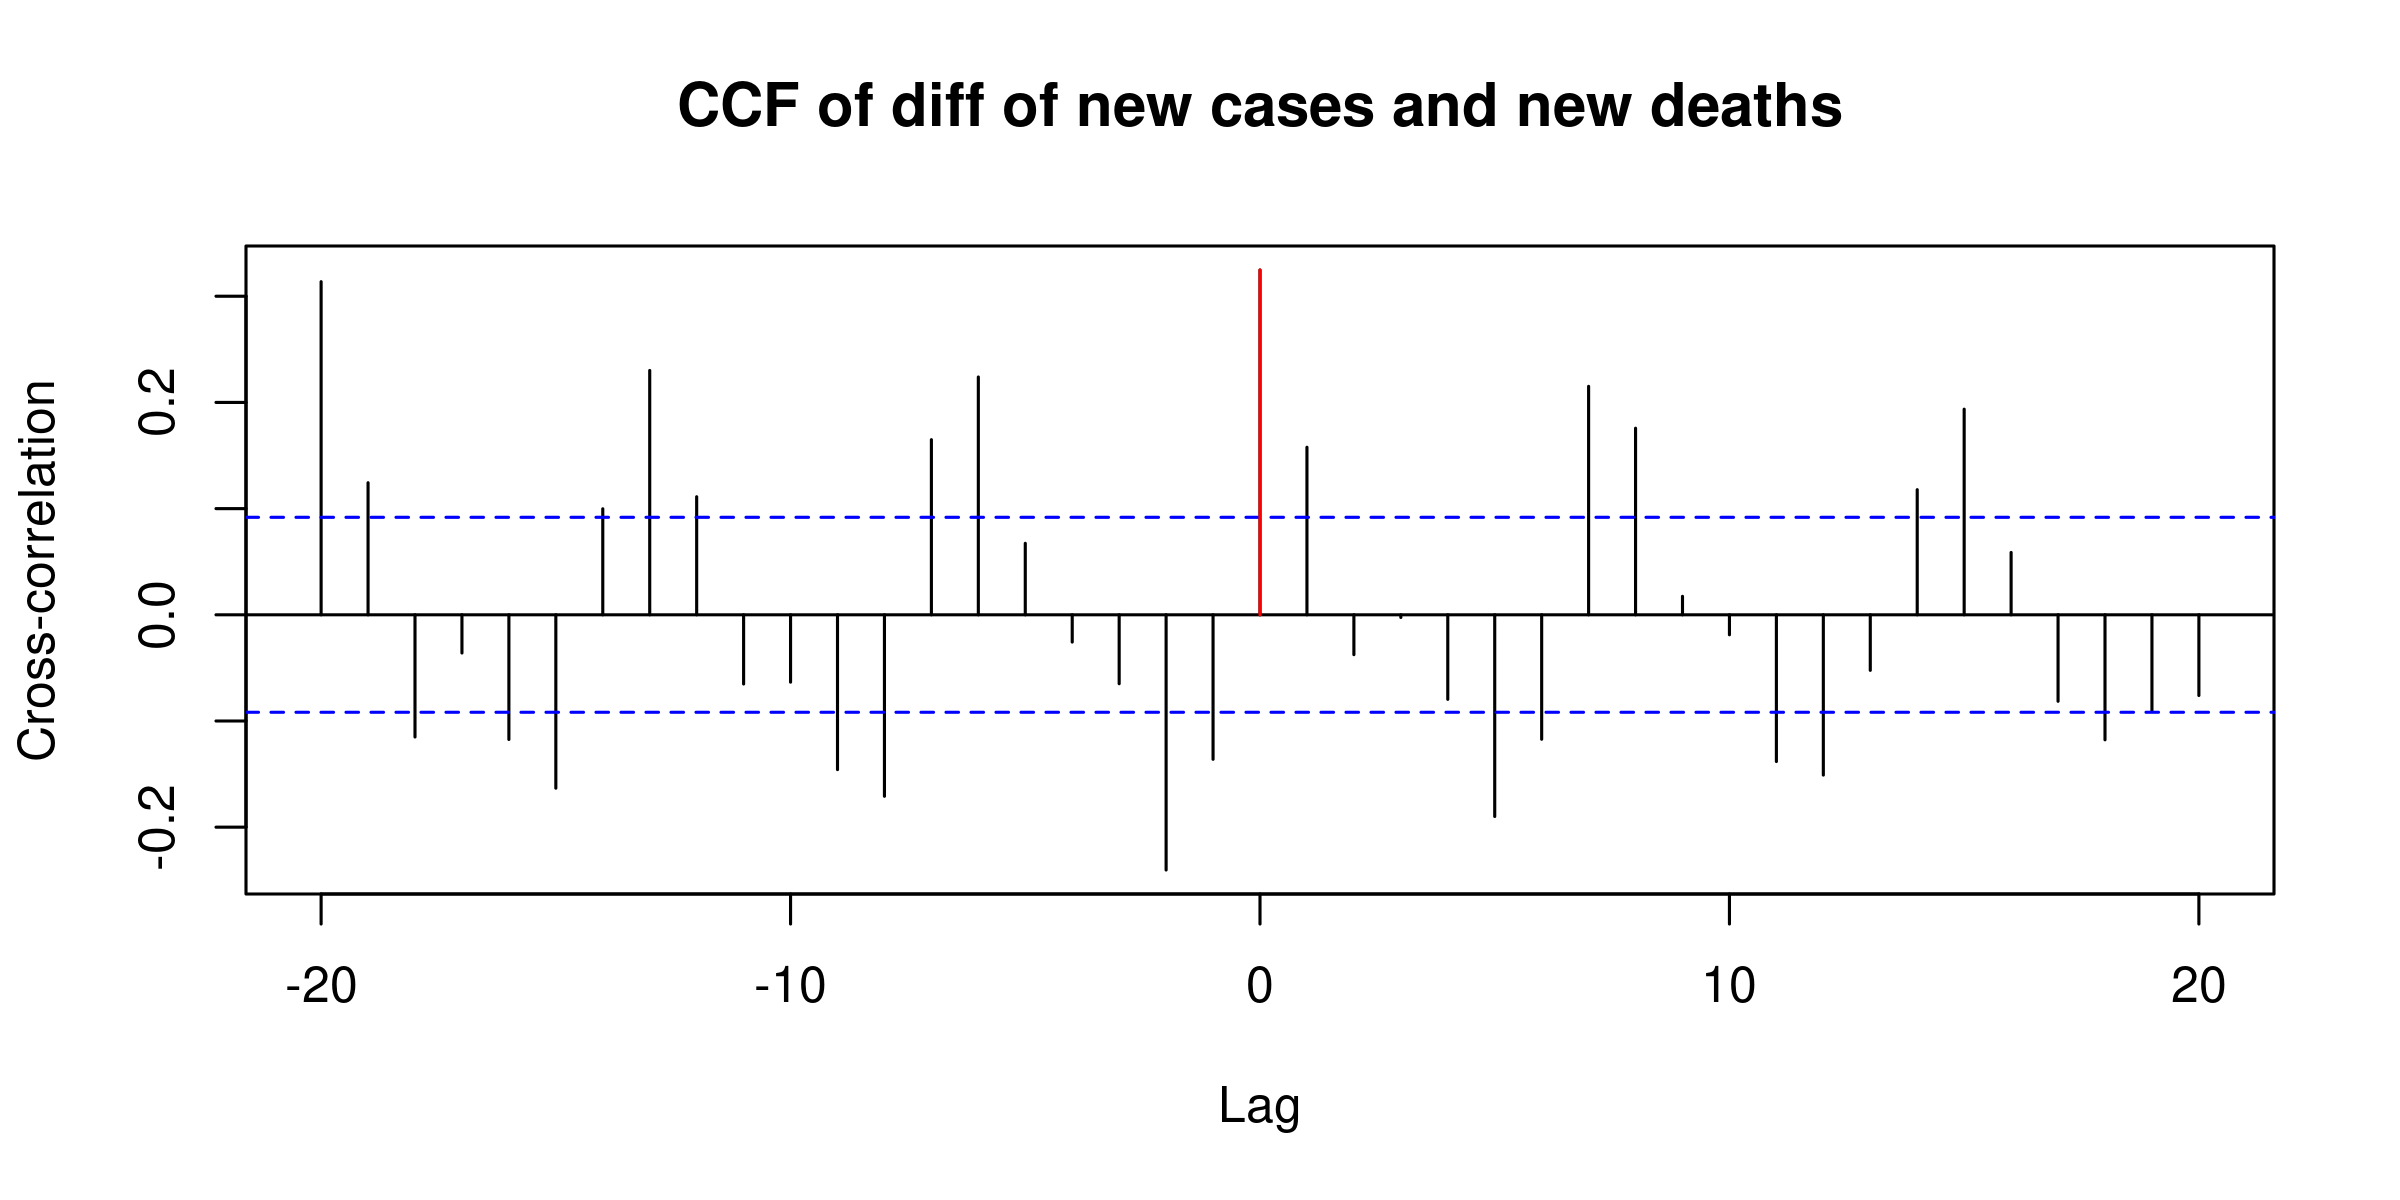 CCF of diff of new cases and new deaths
Cross-correlation
0.2
0.0
-0.2
-20 -10 0 10 20
Lag